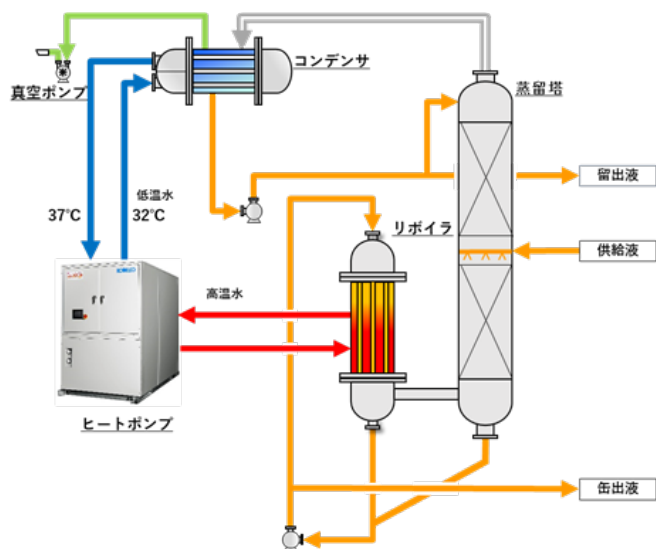 コンデンサ
真空ポンプ
蒸留塔
留出液
低温水
37℃
32℃
リボイラ
供給液
高温水
ヒートポンプ
缶出液